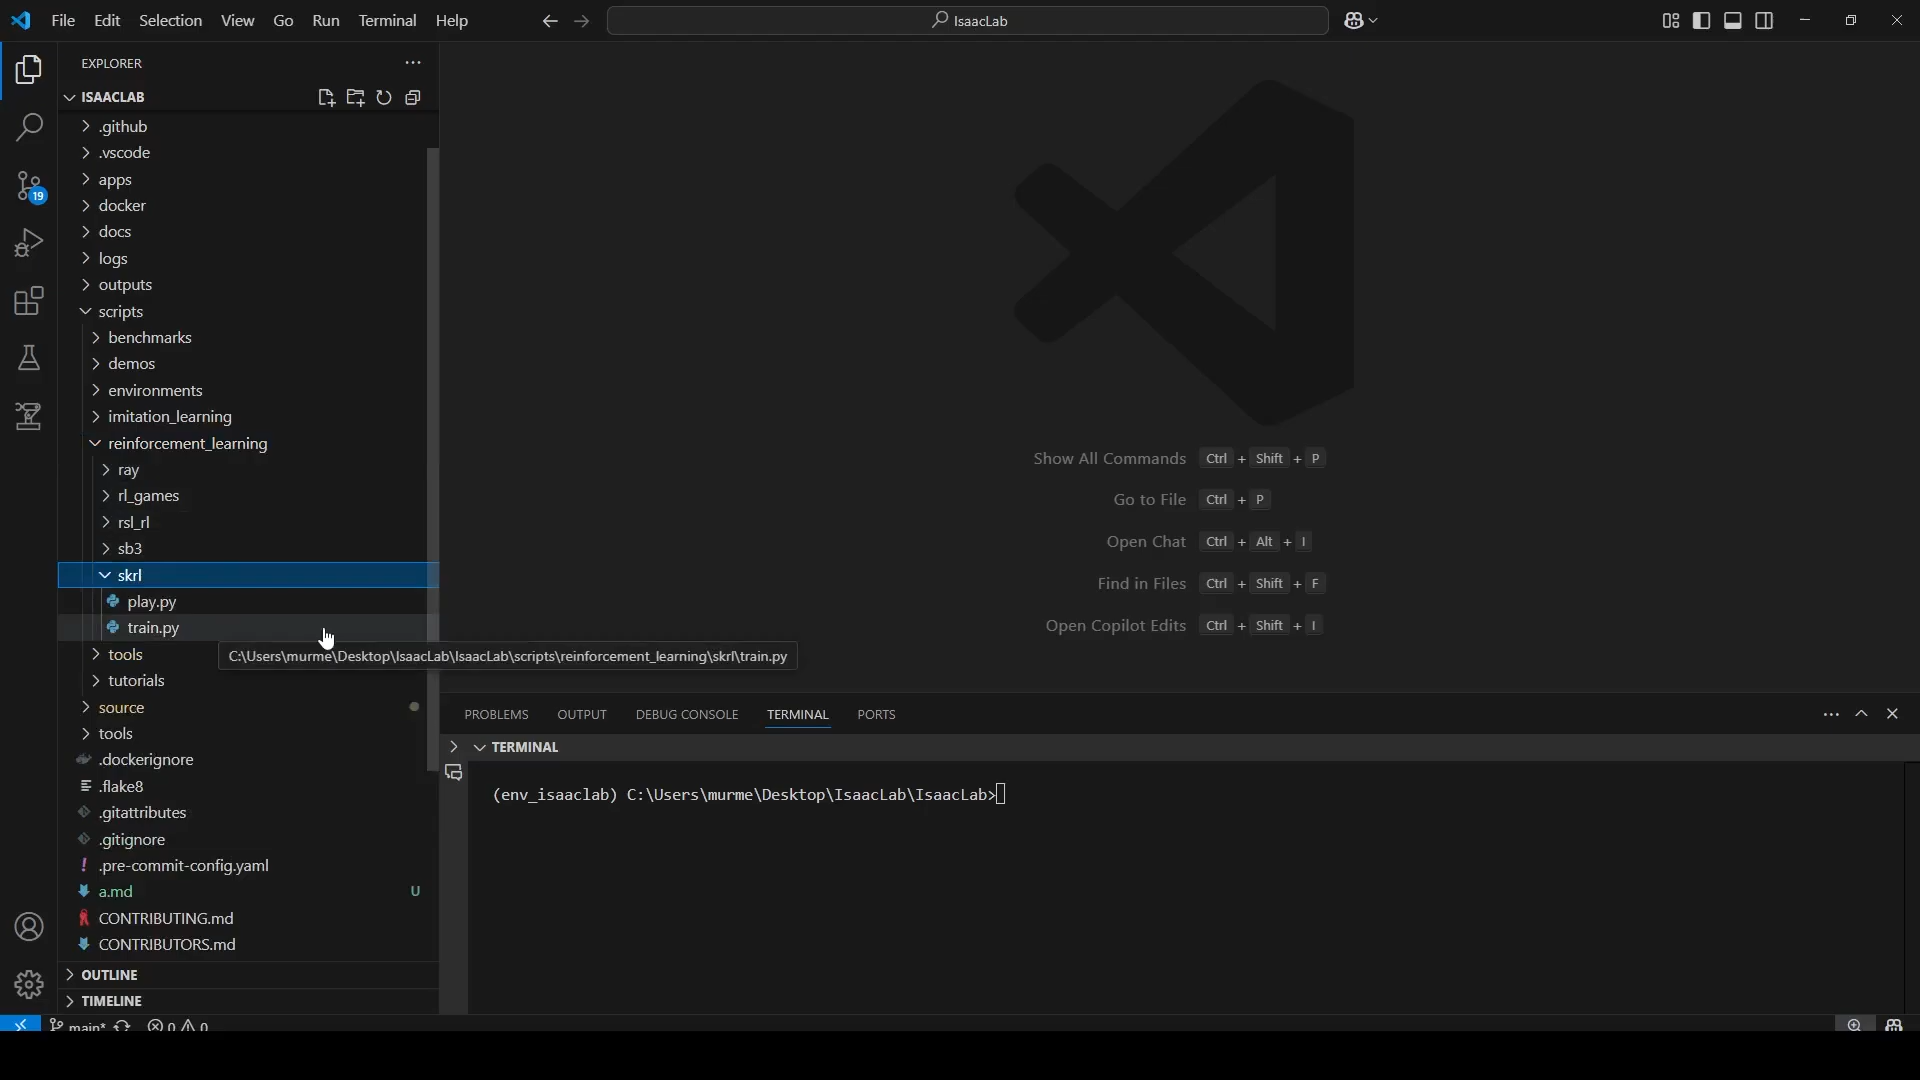 File Edit Selection View Go Run Terminal Help
IsaacLab
EXPLORER
ISAACLAB
.github
.vscode
apps
docker
docs
logs
outputs
scripts
benchmarks
demos
environments
imitation_learning
reinforcement_learning
ray
rl_games
rsl_rl
sb3
skrl
play.py
train.py
C:\Users\murme\Desktop\IsaacLab\IsaacLab\scripts\reinforcement_learning\skrl\train.py
tools
tutorials
source
tools
.dockerignore
.flake8
.gitattributes
.gitignore
! .pre-commit-config.yaml
a.md U
CONTRIBUTING.md
CONTRIBUTORS.md
OUTLINE
TIMELINE
19
main* 0 0
Show All Commands Ctrl + Shift + P
Go to File Ctrl + P
Open Chat Ctrl + Alt + I
Find in Files Ctrl + Shift + F
Open Copilot Edits Ctrl + Shift + I
PROBLEMS OUTPUT DEBUG CONSOLE TERMINAL PORTS
TERMINAL
(env_isaaclab) C:\Users\murme\Desktop\IsaacLab\IsaacLab>